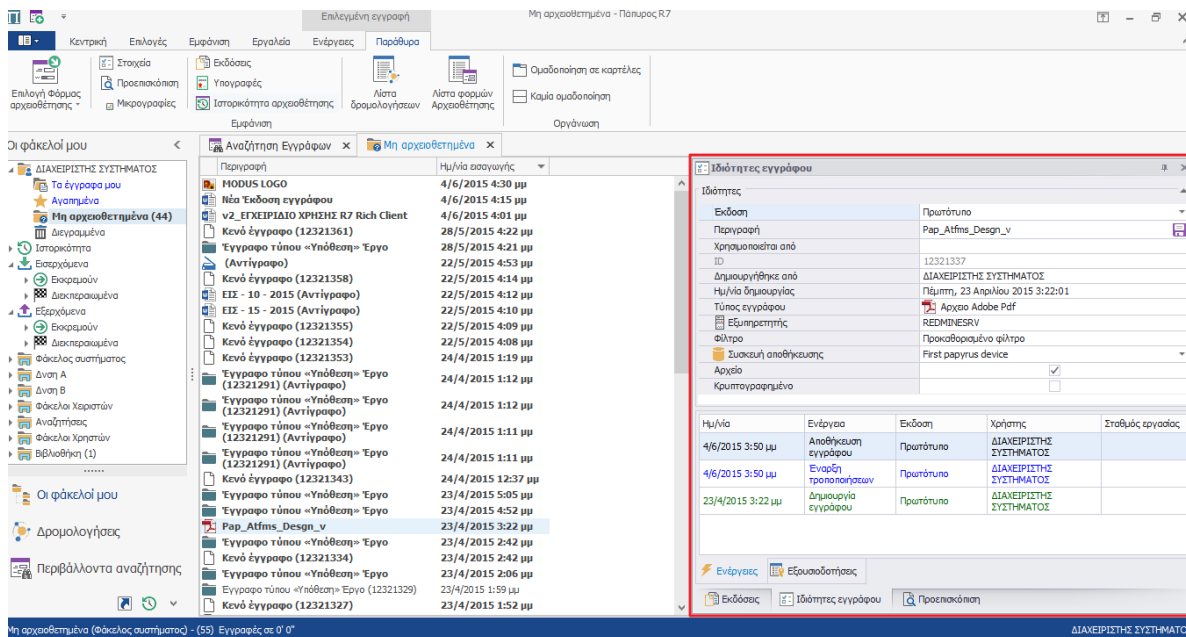 Επιλεγμένη εγγραφή
Μη αρχειοθετημένα - Πάπυρος R7
Κεντρική Επιλογές Εμφάνιση Εργαλεία Ενέργειες Παράθυρα
Επιλογή Φόρμας αρχειοθέτησης
Στοιχεία
Προεπισκόπιση
Μικρογραφίες
Εκδόσεις
Υπογραφές
Ιστορικότητα αρχειοθέτησης
Λίστα δρομολογήσεων
Λίστα φορμών Αρχειοθέτησης
Ομαδοποίηση σε καρτέλες
Καμία ομαδοποίηση
Εμφάνιση
Οργάνωση
Οι φάκελοί μου
ΔΙΑΧΕΙΡΙΣΤΗΣ ΣΥΣΤΗΜΑΤΟΣ
Τα έγγραφα μου
Αγαπημένα
Μη αρχειοθετημένα (44)
Διεγραμμένα
Ιστορικότητα
Εισερχόμενα
Εκκρεμούν
Διεκπεραιωμένα
Εξερχόμενα
Εκκρεμούν
Διεκπεραιωμένα
Φάκελος συστήματος
Δνση Α
Δνση Β
Φάκελοι Χειριστών
Αναζητήσεις
Φάκελοι Χρηστών
Βιβλιοθήκη (1)
Οι φάκελοί μου
Δρομολογήσεις
Περιβάλλοντα αναζήτησης
Αναζήτηση Εγγράφων x
Μη αρχειοθετημένα x
Περιγραφή Ημ/νία εισαγωγής
MODUS LOGO 4/6/2015 4:30 μμ
Νέα Έκδοση εγγράφου 4/6/2015 4:15 μμ
v2_ΕΓΧΕΙΡΙΔΙΟ ΧΡΗΣΗΣ R7 Rich Client 4/6/2015 4:01 μμ
Κενό έγγραφο (12321361) 28/5/2015 4:22 μμ
Έγγραφο τύπου «Υπόθεση» Έργο 28/5/2015 4:21 μμ
(Αντίγραφο) 22/5/2015 4:53 μμ
Κενό έγγραφο (12321358) 22/5/2015 4:14 μμ
ΕΙΣ - 10 - 2015 (Αντίγραφο) 22/5/2015 4:12 μμ
ΕΙΣ - 15 - 2015 (Αντίγραφο) 22/5/2015 4:10 μμ
Κενό έγγραφο (12321355) 22/5/2015 4:09 μμ
Κενό έγγραφο (12321354) 22/5/2015 4:08 μμ
Κενό έγγραφο (12321353) 24/4/2015 1:19 μμ
Έγγραφο τύπου «Υπόθεση» Έργο
(12321291) (Αντίγραφο) 24/4/2015 1:12 μμ
Έγγραφο τύπου «Υπόθεση» Έργο
(12321291) (Αντίγραφο) 24/4/2015 1:12 μμ
Έγγραφο τύπου «Υπόθεση» Έργο
(12321291) (Αντίγραφο) 24/4/2015 1:11 μμ
Έγγραφο τύπου «Υπόθεση» Έργο
(12321291) (Αντίγραφο) 24/4/2015 1:11 μμ
Κενό έγγραφο (12321343) 24/4/2015 12:37 μμ
Έγγραφο τύπου «Υπόθεση» Έργο 23/4/2015 5:05 μμ
Έγγραφο τύπου «Υπόθεση» Έργο 23/4/2015 4:52 μμ
Pap_Atfms_Desgn_v 23/4/2015 3:22 μμ
Έγγραφο τύπου «Υπόθεση» Έργο 23/4/2015 2:42 μμ
Κενό έγγραφο (12321334) 23/4/2015 2:42 μμ
Έγγραφο τύπου «Υπόθεση» Έργο 23/4/2015 2:06 μμ
Έγγραφο τύπου «Υπόθεση» Έργο (12321329) 23/4/2015 1:59 μμ
Κενό έγγραφο (12321327) 23/4/2015 1:52 μμ
Ιδιότητες εγγράφου
Ιδιότητες
Έκδοση Πρωτότυπο
Περιγραφή Pap_Atfms_Desgn_v
Χρησιμοποιείται από
ID 12321337
Δημιουργήθηκε από ΔΙΑΧΕΙΡΙΣΤΗΣ ΣΥΣΤΗΜΑΤΟΣ
Ημ/νία δημιουργίας Πέμπτη, 23 Απριλίου 2015 3:22:01
Τύπος εγγράφου Αρχειο Adobe Pdf
Εξυπηρετητής REDMINESRV
Φίλτρο Προκαθορισμένο φίλτρο
Συσκευή αποθήκευσης First papyrus device
Αρχείο
Κρυπτογραφημένο
Ημ/νία Ενέργεια Εκδοση Χρήστης Σταθμός εργασίας
4/6/2015 3:50 μμ Αποθήκευση εγγράφου Πρωτότυπο ΔΙΑΧΕΙΡΙΣΤΗΣ ΣΥΣΤΗΜΑΤΟΣ
4/6/2015 3:50 μμ Έναρξη τροποποιήσεων Πρωτότυπο ΔΙΑΧΕΙΡΙΣΤΗΣ ΣΥΣΤΗΜΑΤΟΣ
23/4/2015 3:22 μμ Δημιουργία εγγράφου Πρωτότυπο ΔΙΑΧΕΙΡΙΣΤΗΣ ΣΥΣΤΗΜΑΤΟΣ
Ενέργειες Εξουσιοδοτήσεις
Εκδόσεις Ιδιότητες εγγράφου Προεπισκόπιση
Μη αρχειοθετημένα (Φάκελος συστήματος) - (55) Εγγραφές σε 0' 0"
ΔΙΑΧΕΙΡΙΣΤΗΣ ΣΥΣΤΗΜΑΤΟΣ